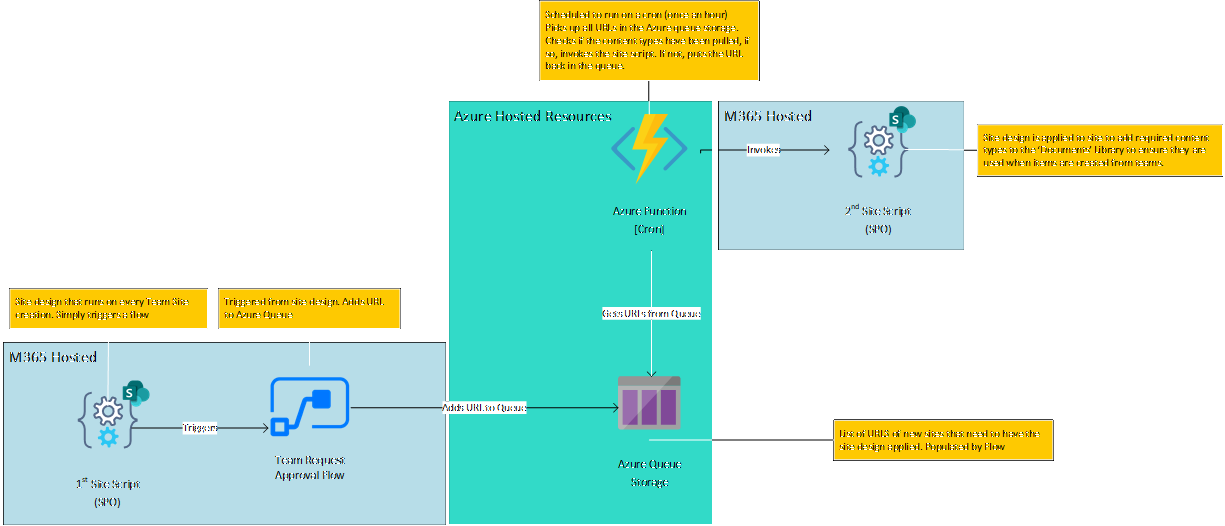 Scheduled to run on a cron (once an hour)
Picks up all URLs in the Azure queue storage.
Checks if the content types have been pulled, if
so, invokes the site script. If not, puts the URL
back in the queue.
Azure Hosted Resources
M365 Hosted
Invokes
Site design is applied to site to add required content
types to the 'Documents' Library to ensure they are
used when items are created from teams.
Azure Function
(Cron)
2nd Site Script
(SPO)
Site design that runs on every Team Site
creation. Simply triggers a flow
Triggered from site design. Adds URL
to Azure Queue
Gets URLs from Queue
M365 Hosted
Adds URL to Queue
Triggers
List of URLS of new sites that need to have the
site design applied. Populated by Flow
Team Request
Approval Flow
Azure Queue
Storage
1st Site Script
(SPO)